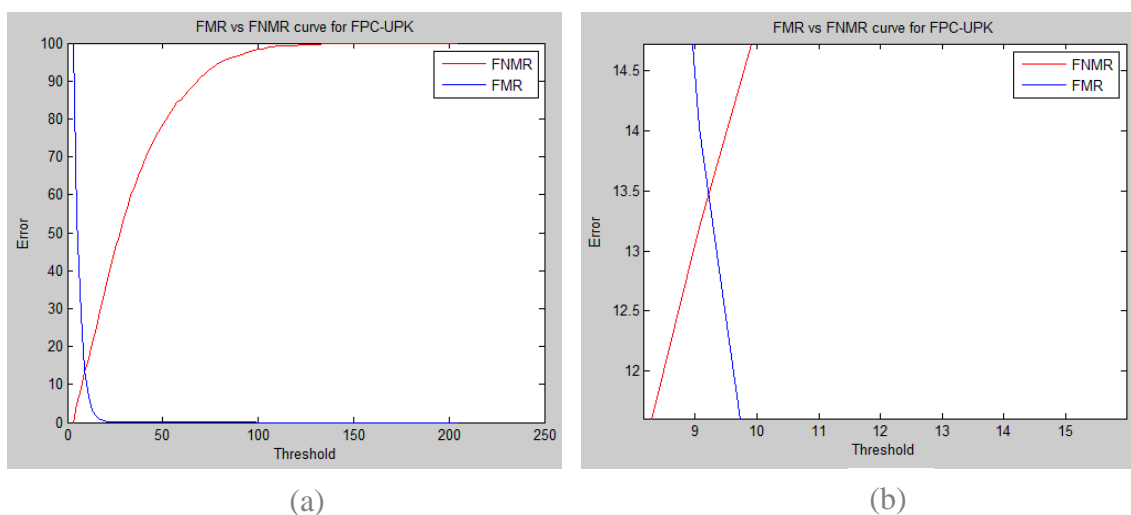 FMR vs FNMR curve for FPC-UPK
100
90
80
70
60
50
40
30
20
10
0
Error
FNMR
FMR
0 50 100 150 200 250
Threshold
(a)
FMR vs FNMR curve for FPC-UPK
14.5
14
13.5
13
12.5
12
Error
FNMR
FMR
9 10 11 12 13 14 15
Threshold
(b)